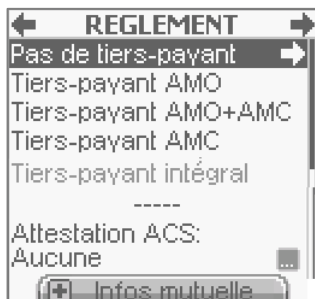 REGLEMENT
Pas de tiers-payant
Tiers-payant AMO
Tiers-payant AMO+AMC
Tiers-payant AMC
Tiers-payant intégral
-----
Attestation ACS:
Aucune ...
Infos mutuelle